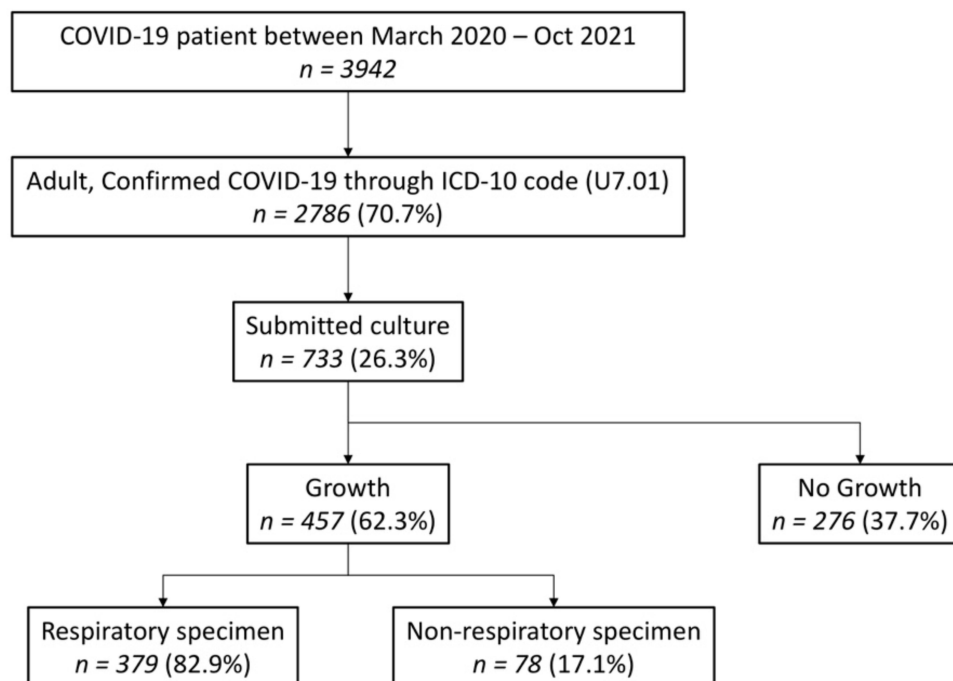 COVID-19 patient between March 2020 – Oct 2021
n = 3942
Adult, Confirmed COVID-19 through ICD-10 code (U7.01)
n = 2786 (70.7%)
Submitted culture
n = 733 (26.3%)
Growth
n = 457 (62.3%)
No Growth
n = 276 (37.7%)
Respiratory specimen
n = 379 (82.9%)
Non-respiratory specimen
n = 78 (17.1%)